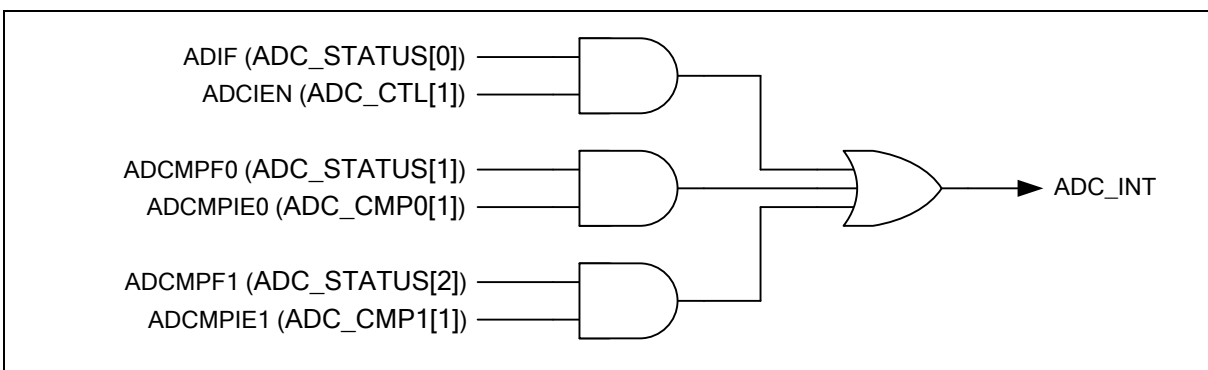 ADIF (ADC_STATUS[0])
ADCIEN (ADC_CTL[1])
ADCMPF0 (ADC_STATUS[1])
ADCMPIE0 (ADC_CMP0[1])
ADC_INT
ADCMPF1 (ADC_STATUS[2])
ADCMPIE1 (ADC_CMP1[1])